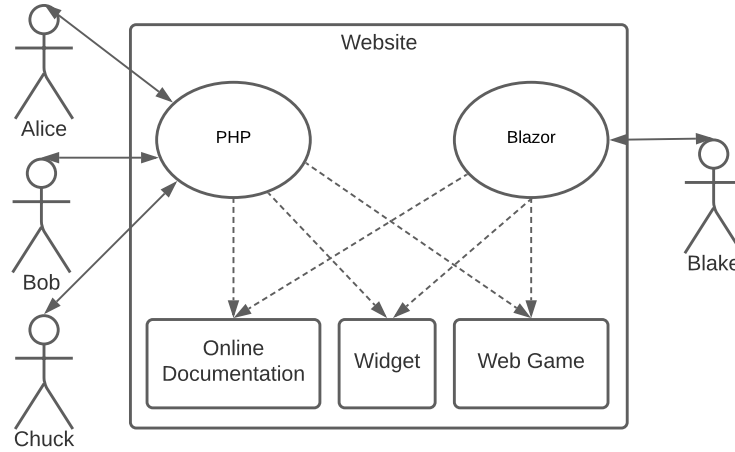 Website
Alice
PHP
Blazor
Bob
Blake
Chuck
Online
Documentation
Widget
Web Game